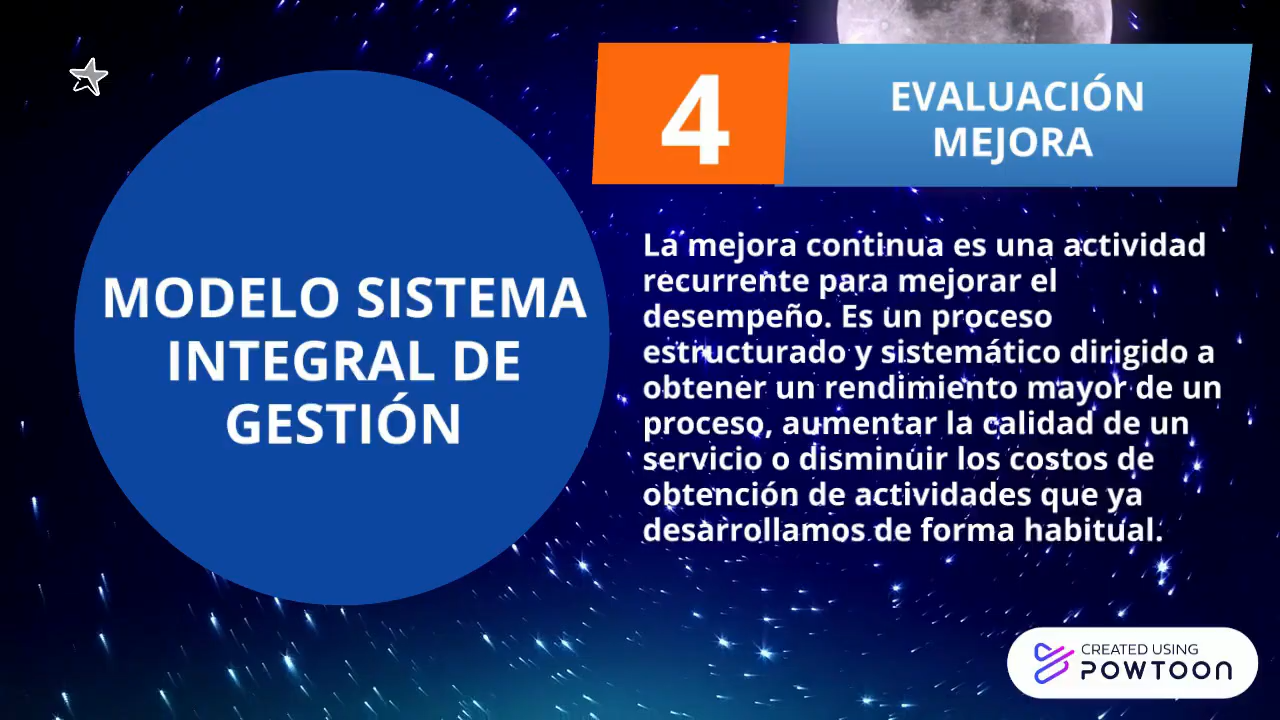 MODELO SISTEMA
INTEGRAL DE
GESTIÓN
4
EVALUACIÓN
MEJORA
La mejora continua es una actividad
recurrente para mejorar el
desempeño. Es un proceso
estructurado y sistemático dirigido a
obtener un rendimiento mayor de un
proceso, aumentar la calidad de un
servicio o disminuir los costos de
obtención de actividades que ya
desarrollamos de forma habitual.
CREATED USING
POWTOON